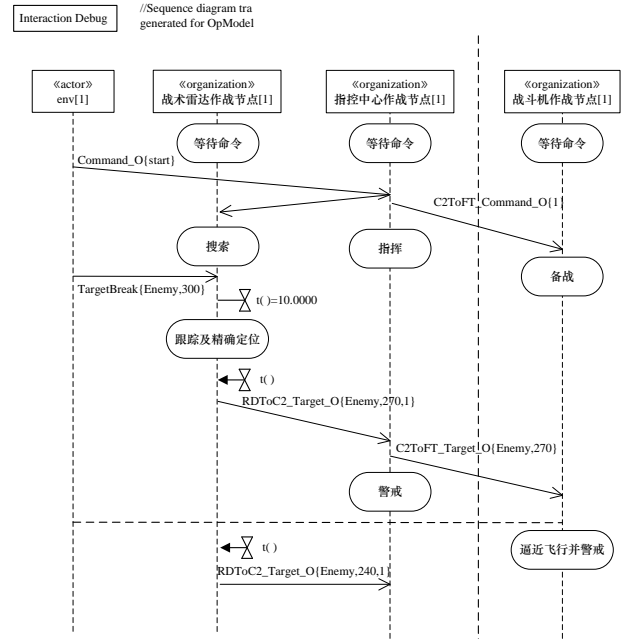 Interaction Debug
//Sequence diagram tra
generated for OpModel
«actor»
env[1]
«organization»
战术雷达作战节点[1]
«organization»
指控中心作战节点[1]
«organization»
战斗机作战节点[1]
等待命令
等待命令
等待命令
Command_O{start}
C2ToFT_Command_O{1}
搜索
指挥
备战
TargetBreak{Enemy,300}
t( )=10.0000
跟踪及精确定位
t( )
RDToC2_Target_O{Enemy,270,1}
C2ToFT_Target_O{Enemy,270}
警戒
逼近飞行并警戒
t( )
RDToC2_Target_O{Enemy,240,1}